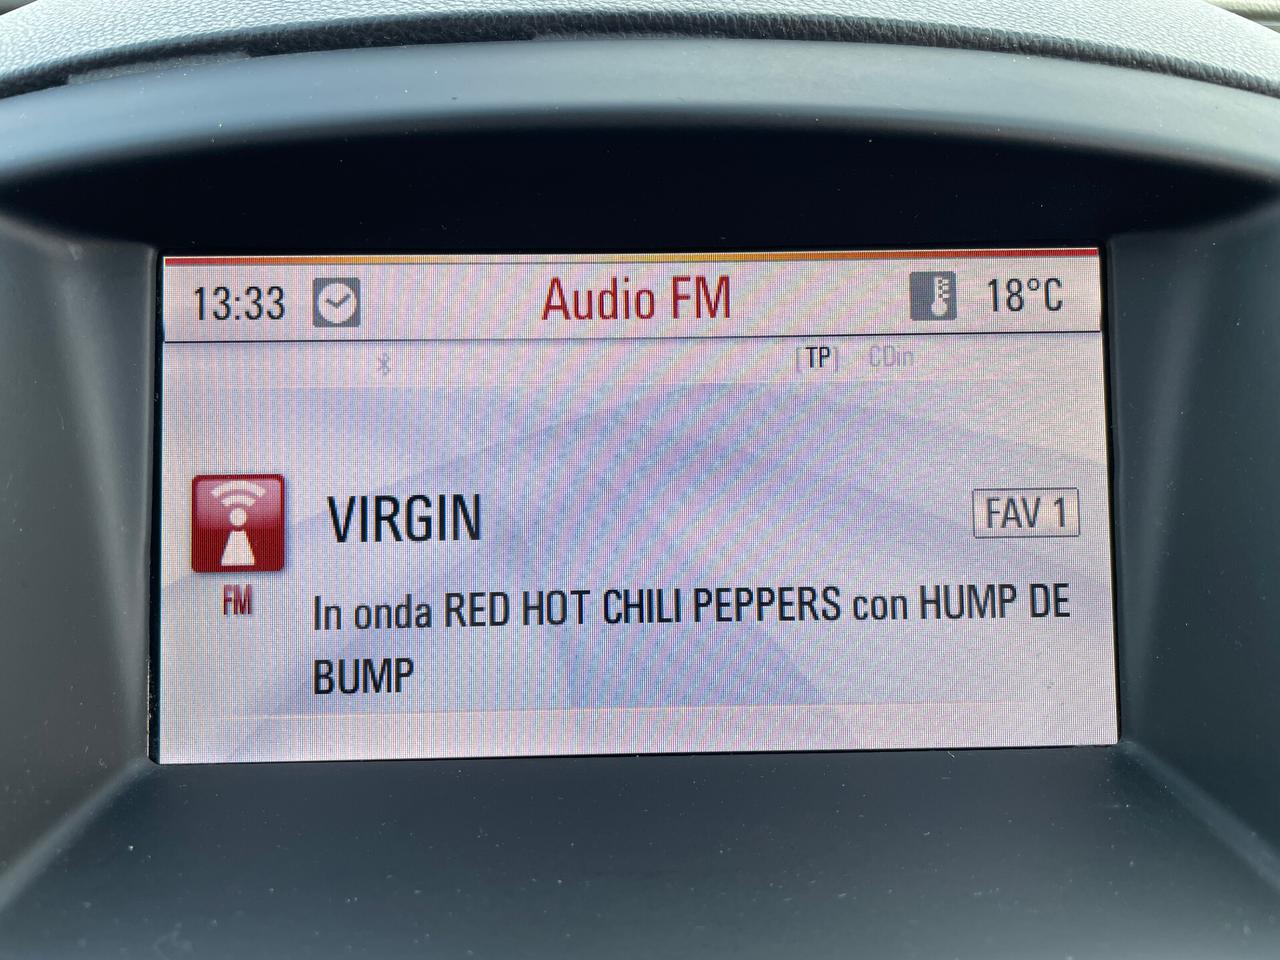 13:33 Audio FM 18°C
[TP] CDin
VIRGIN FAV 1
FM
In onda RED HOT CHILI PEPPERS con HUMP DE
BUMP